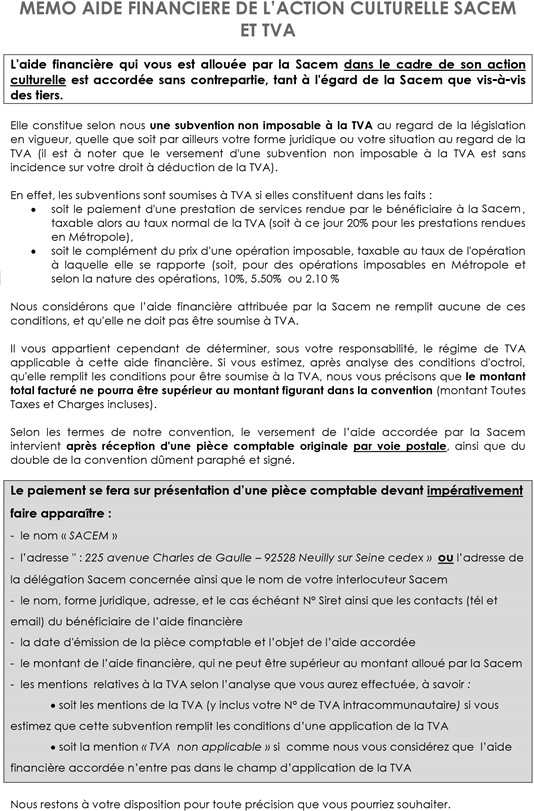 MEMO AIDE FINANCIERE DE L'ACTION CULTURELLE SACEM
ET TVA
L'aide financière qui vous est allouée par la Sacem dans le cadre de son action
culturelle est accordée sans contrepartie, tant à l'égard de la Sacem que vis-à-vis
des tiers.
Elle constitue selon nous une subvention non imposable à la TVA au regard de la législation
en vigueur, quelle que soit par ailleurs votre forme juridique ou votre situation au regard de la
TVA (il est à noter que le versement d'une subvention non imposable à la TVA est sans
incidence sur votre droit à déduction de la TVA).
En effet, les subventions sont soumises à TVA si elles constituent dans les faits :
• soit le paiement d'une prestation de services rendue par le bénéficiaire à la Sacem,
taxable alors au taux normal de la TVA (soit à ce jour 20% pour les prestations rendues
en Métropole),
• soit le complément du prix d'une opération imposable, taxable au taux de l'opération
à laquelle elle se rapporte (soit, pour des opérations imposables en Métropole et
selon la nature des opérations, 10%, 5.50% ou 2.10 %
Nous considérons que l'aide financière attribuée par la Sacem ne remplit aucune de ces
conditions, et qu'elle ne doit pas être soumise à TVA.
Il vous appartient cependant de déterminer, sous votre responsabilité, le régime de TVA
applicable à cette aide financière. Si vous estimez, après analyse des conditions d'octroi,
qu'elle remplit les conditions pour être soumise à la TVA, nous vous précisons que le montant
total facturé ne pourra être supérieur au montant figurant dans la convention (montant Toutes
Taxes et Charges incluses).
Selon les termes de notre convention, le versement de l'aide accordée par la Sacem
intervient après réception d'une pièce comptable originale par voie postale, ainsi que du
double de la convention dûment paraphé et signé.
Le paiement se fera sur présentation d'une pièce comptable devant impérativement
faire apparaître :
- le nom « SACEM »
- l'adresse " : 225 avenue Charles de Gaulle – 92528 Neuilly sur Seine cedex » ou l'adresse de
la délégation Sacem concernée ainsi que le nom de votre interlocuteur Sacem
- le nom, forme juridique, adresse, et le cas échéant N° Siret ainsi que les contacts (tél et
email) du bénéficiaire de l'aide financière
- la date d'émission de la pièce comptable et l'objet de l'aide accordée
- le montant de l'aide financière, qui ne peut être supérieur au montant alloué par la Sacem
- les mentions relatives à la TVA selon l'analyse que vous aurez effectuée, à savoir :
• soit les mentions de la TVA (y inclus votre N° de TVA intracommunautaire) si vous
estimez que cette subvention remplit les conditions d'une application de la TVA
• soit la mention « TVA non applicable » si comme nous vous considérez que l'aide
financière accordée n'entre pas dans le champ d'application de la TVA
Nous restons à votre disposition pour toute précision que vous pourriez souhaiter.